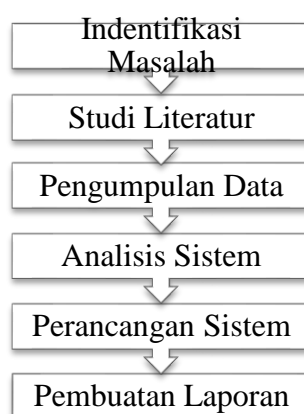 Indentifikasi
Masalah
Studi Literatur
Pengumpulan Data
Analisis Sistem
Perancangan Sistem
Pembuatan Laporan